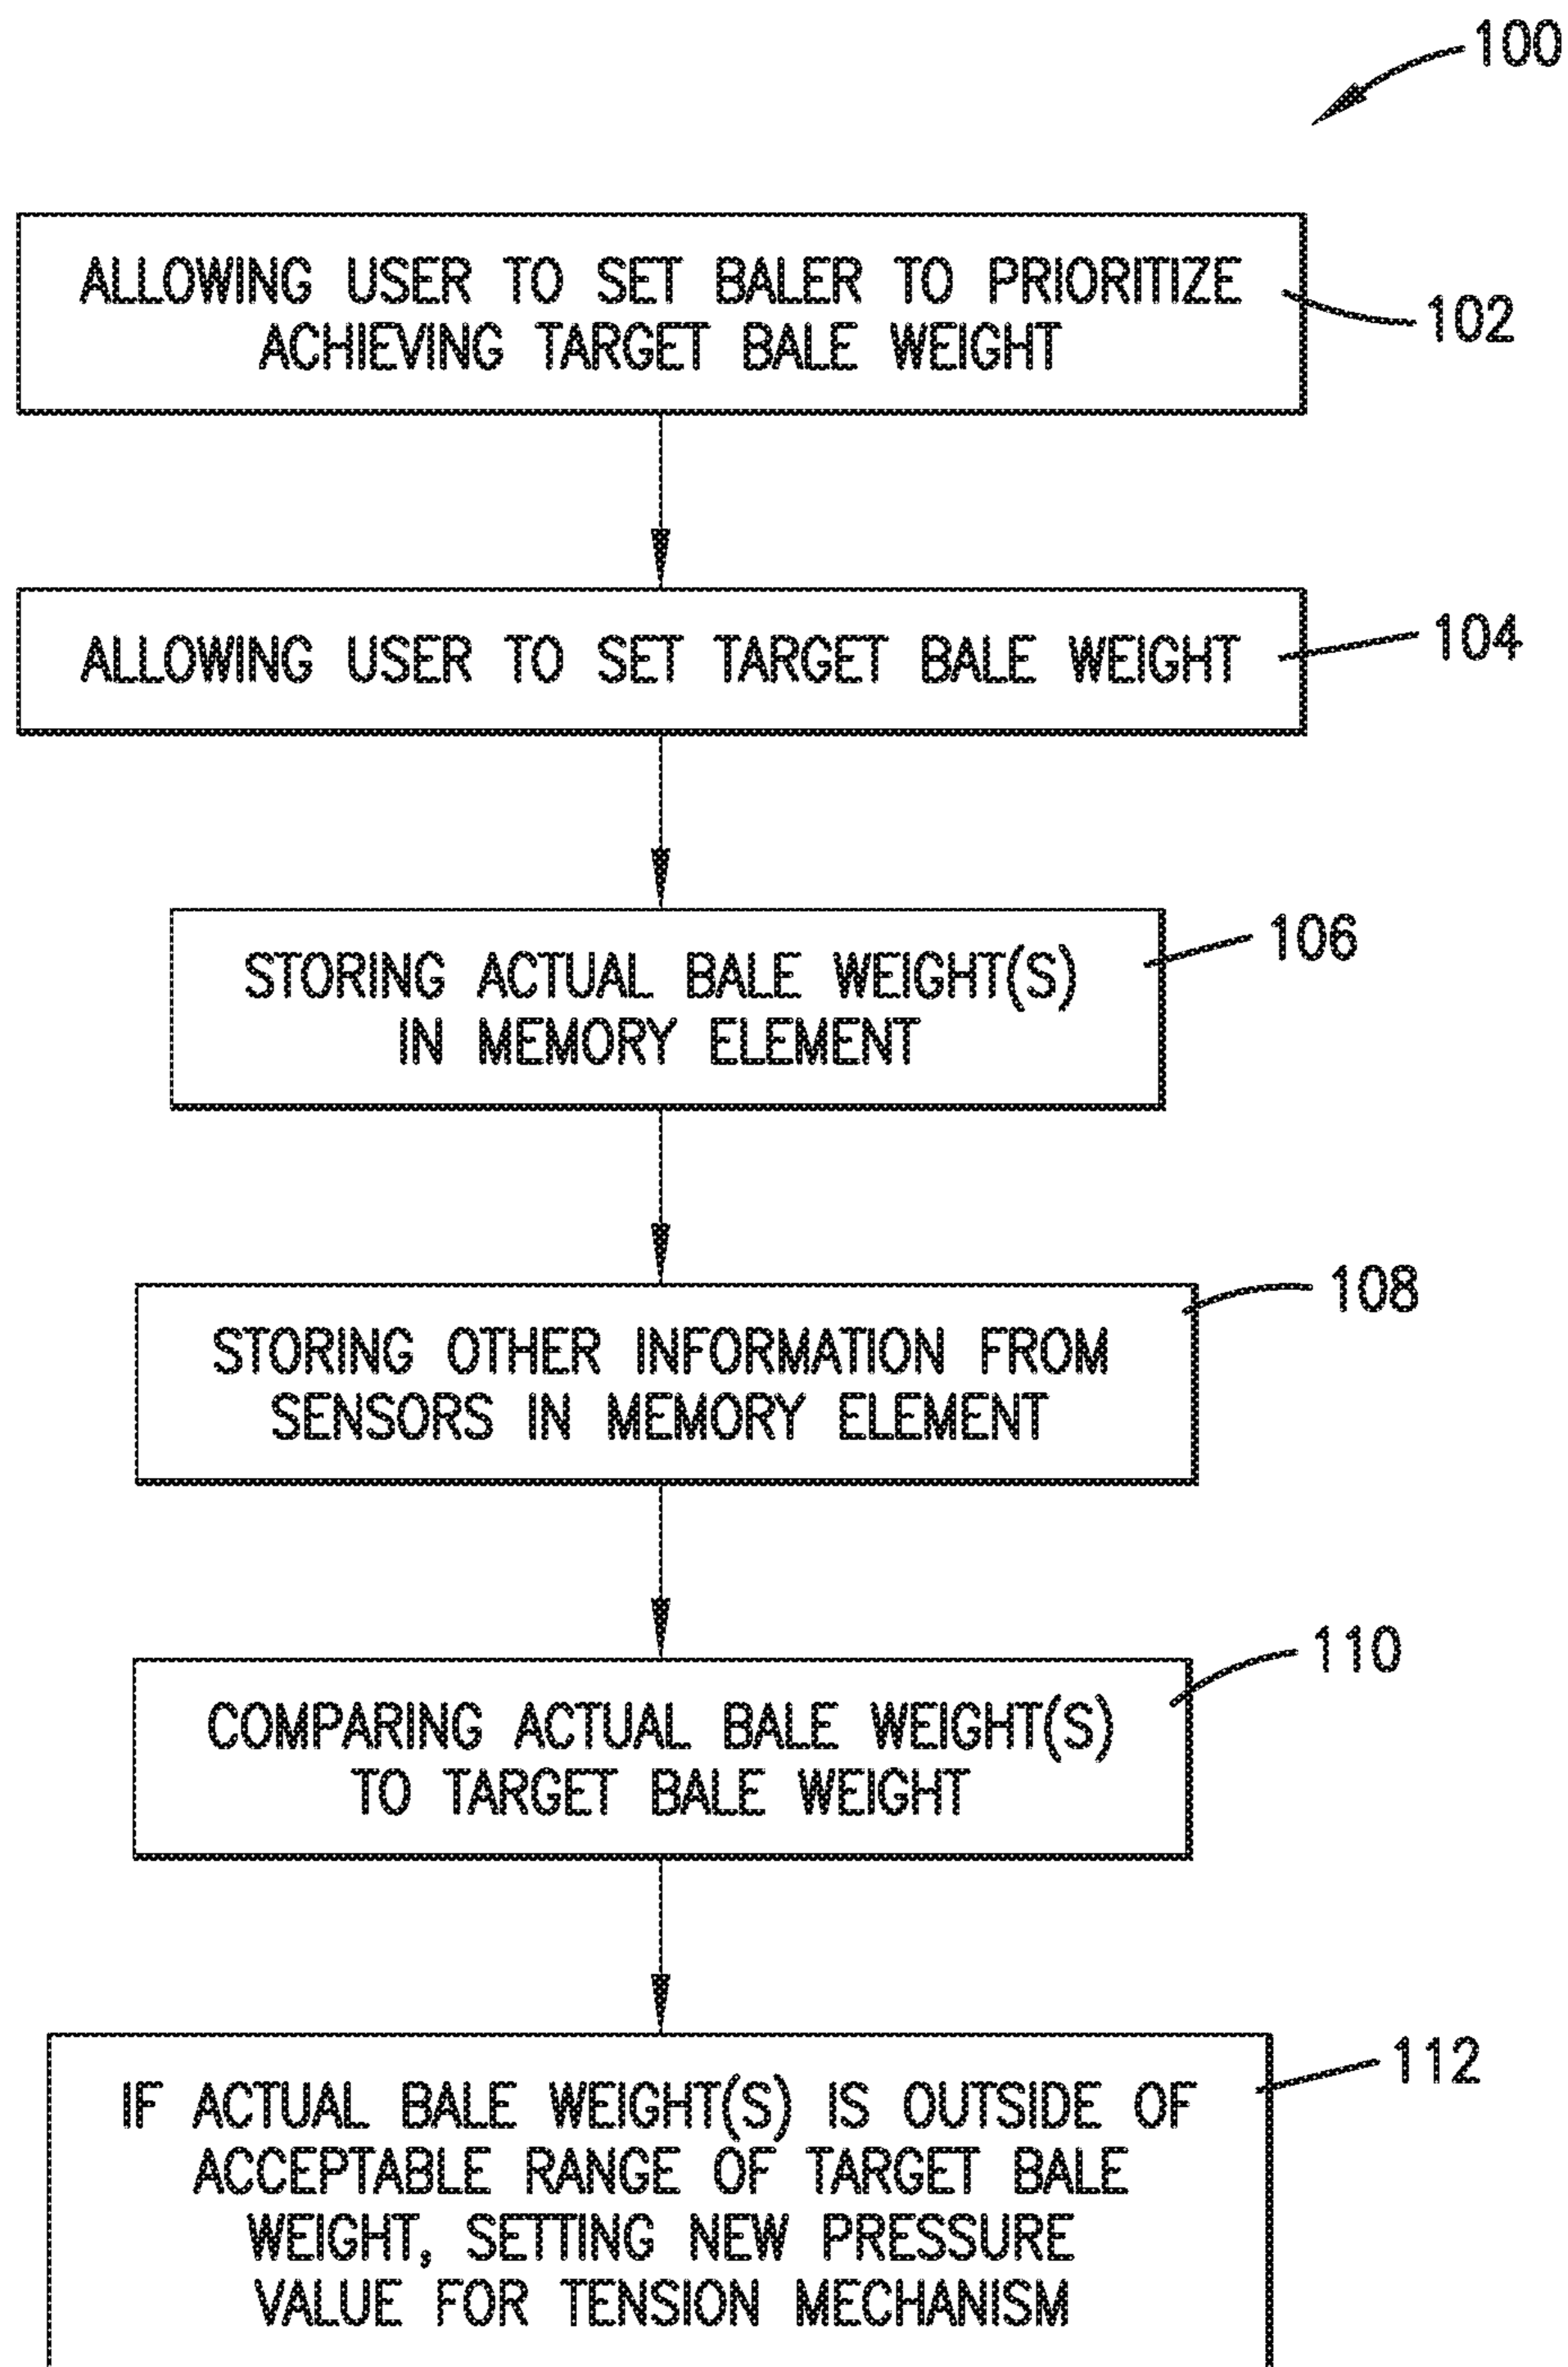 100
ALLOWING USER TO SET BALER TO PRIORITIZE
ACHIEVING TARGET BALE WEIGHT
102
ALLOWING USER TO SET TARGET BALE WEIGHT
104
STORING ACTUAL BALE WEIGHT(S)
IN MEMORY ELEMENT
106
STORING OTHER INFORMATION FROM
SENSORS IN MEMORY ELEMENT
108
COMPARING ACTUAL BALE WEIGHT(S)
TO TARGET BALE WEIGHT
110
IF ACTUAL BALE WEIGHT(S) IS OUTSIDE OF
ACCEPTABLE RANGE OF TARGET BALE
WEIGHT, SETTING NEW PRESSURE
VALUE FOR TENSION MECHANISM
112